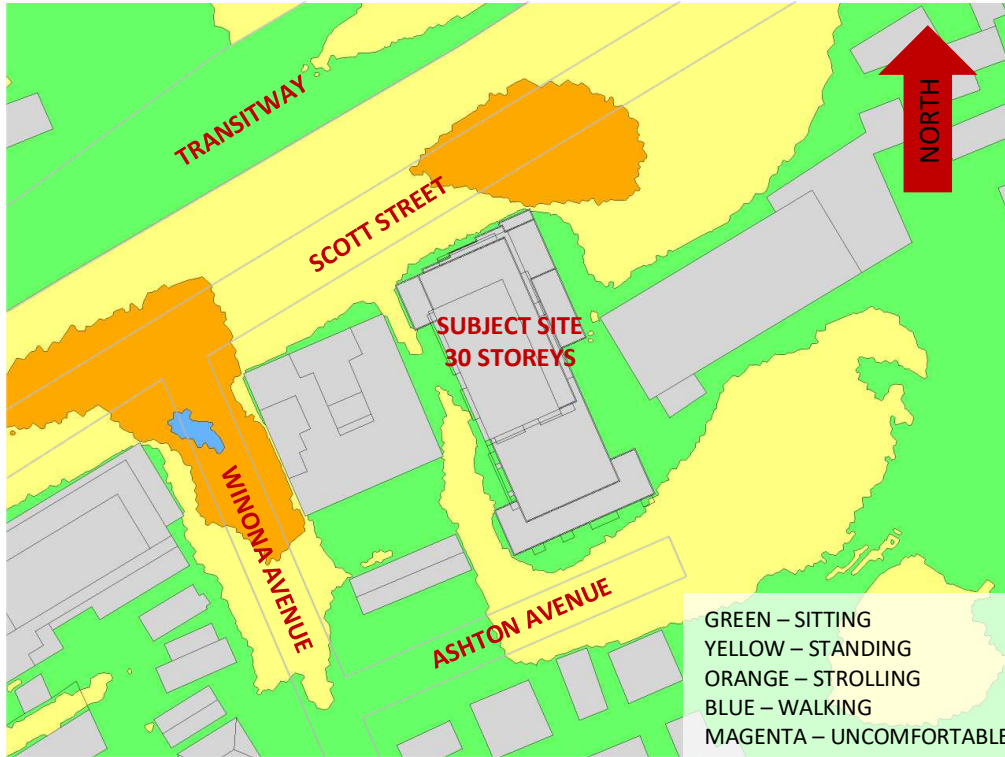 TRANSITWAY
NORTH
SCOTT STREET
SUBJECT SITE
30 STOREYS
WINONA AVENUE
ASHTON AVENUE
GREEN – SITTING
YELLOW – STANDING
ORANGE – STROLLING
BLUE – WALKING
MAGENTA – UNCOMFORTABLE